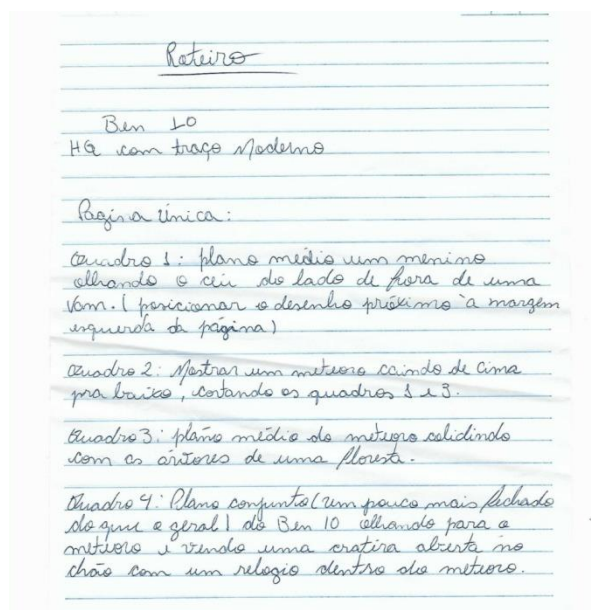 Roteiro
Ben 10
HQ com traço Moderno
Pagina Única:
Quadro 1: plano médio um menino
olhando o céu do lado de fora de uma
Van. (posicionar o desenho próximo à margem
esquerda da página)
Quadro 2: Mostrar um meteoro caindo de cima
pra baixo, cortando os quadros 1 e 3.
Quadro 3: plano médio do meteoro colidindo
com as árvores de uma floresta.
Quadro 4: Plano conjunto (um pouco mais fechado
do que o geral) do Ben 10 olhando para o
meteoro e vendo uma cratera aberta no
chão com um relogio dentro do meteoro.